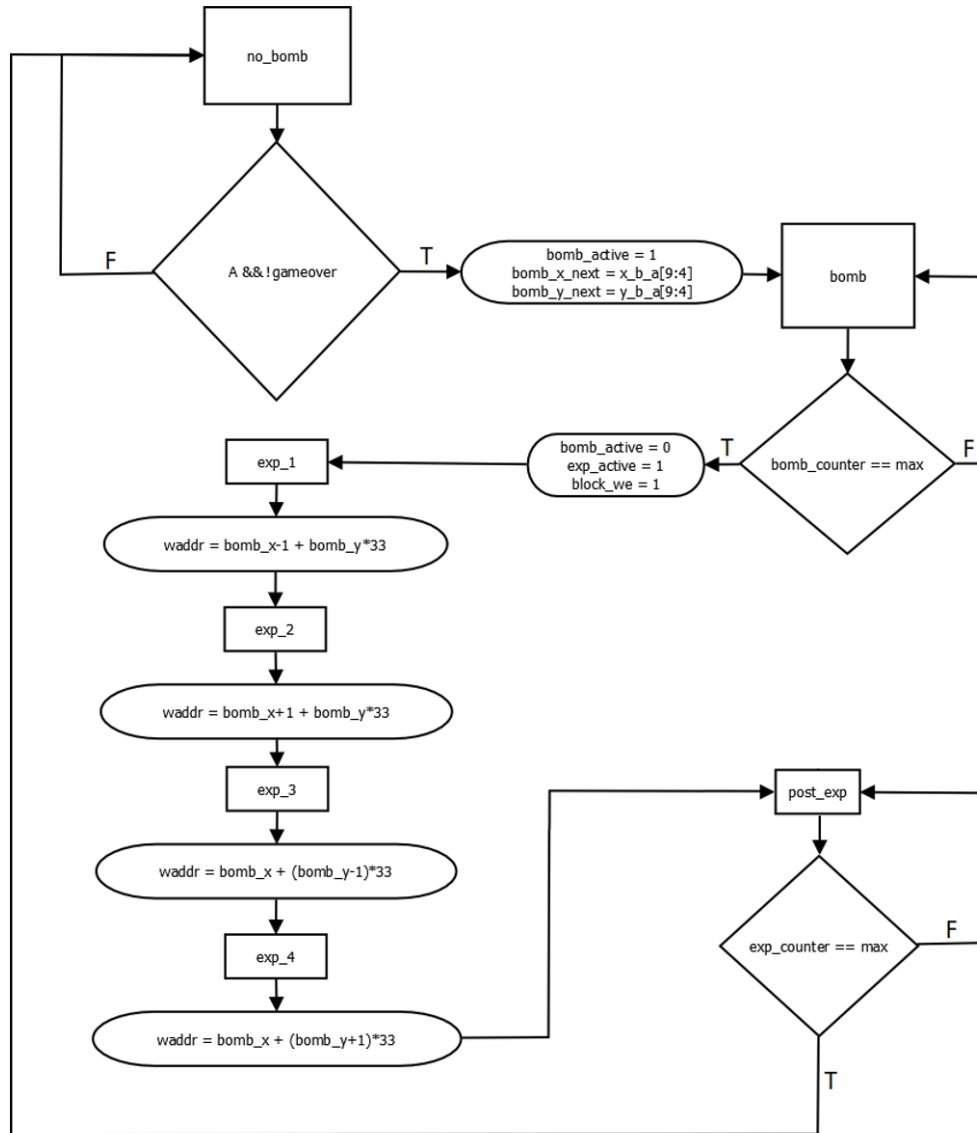 no_bomb
A && !gameover
F
T
bomb_active = 1
bomb_x_next = x_b_a[9:4]
bomb_y_next = y_b_a[9:4]
bomb
bomb_counter == max
T
F
bomb_active = 0
exp_active = 1
block_we = 1
exp_1
waddr = bomb_x-1 + bomb_y*33
exp_2
waddr = bomb_x+1 + bomb_y*33
exp_3
waddr = bomb_x + (bomb_y-1)*33
exp_4
waddr = bomb_x + (bomb_y+1)*33
post_exp
exp_counter == max
F
T